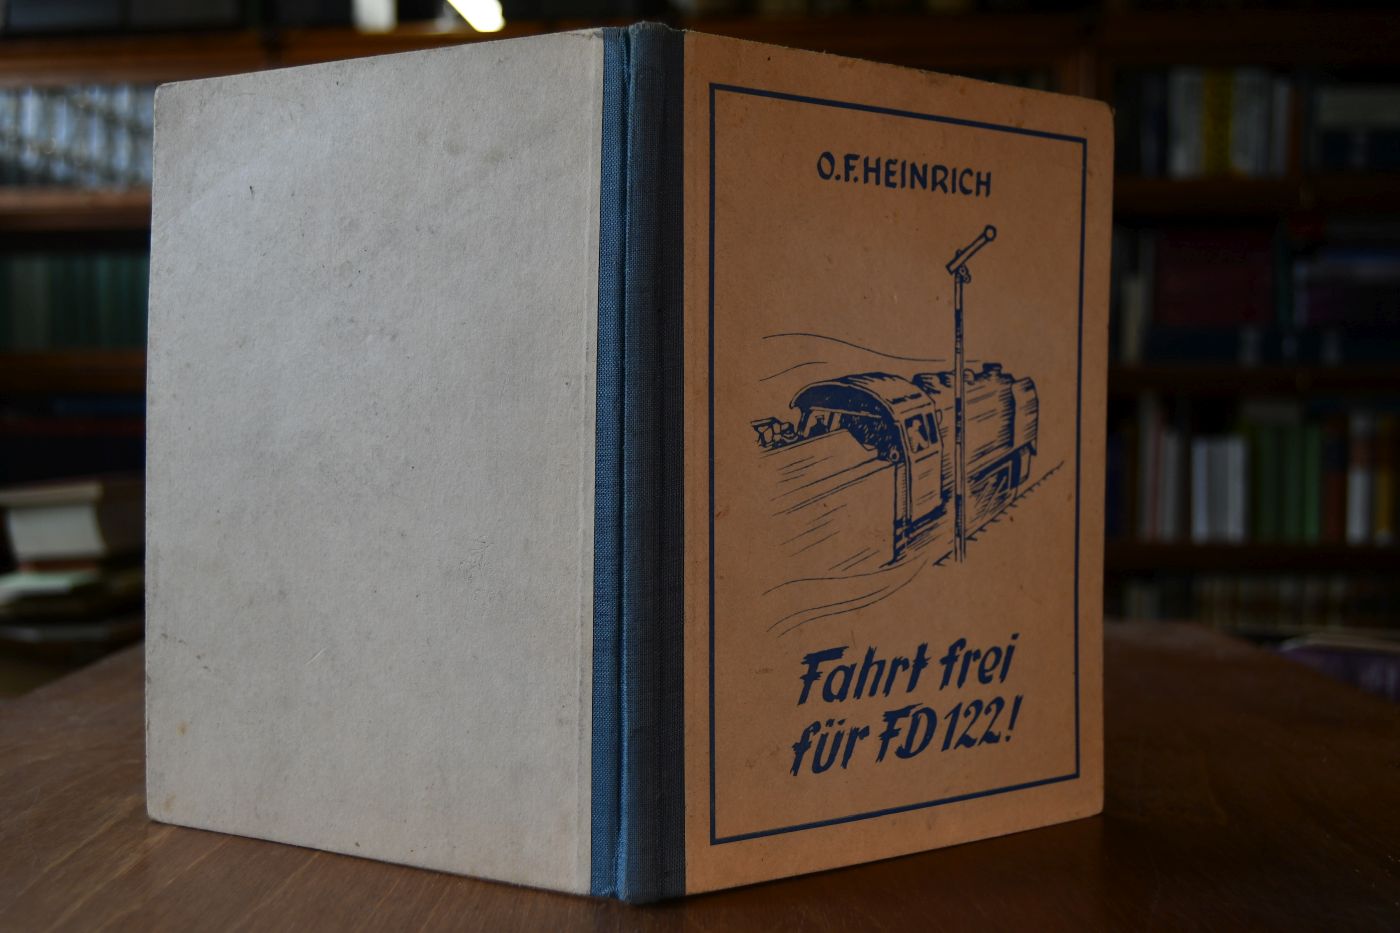 O.F.HEINRICH
Fahrt frei
für FD 122!